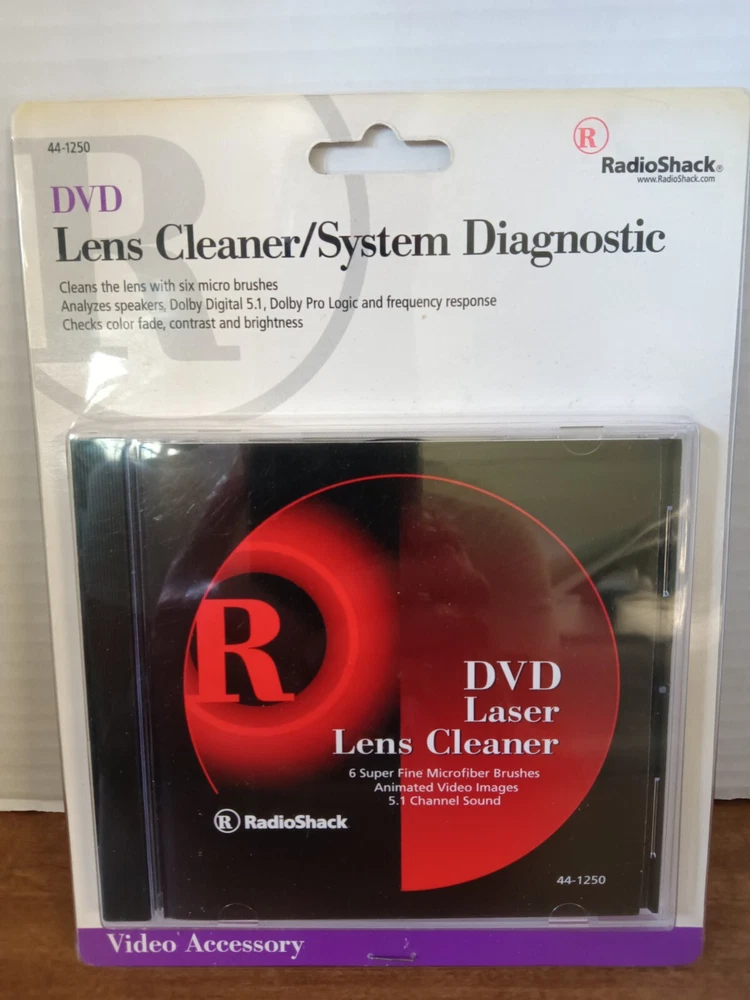 44-1250
R
RadioShack®
www.RadioShack.com
DVD
Lens Cleaner/System Diagnostic
Cleans the lens with six micro brushes
Analyzes speakers, Dolby Digital 5.1, Dolby Pro Logic and frequency response
Checks color fade, contrast and brightness
R
R
DVD
Laser
Lens Cleaner
6 Super Fine Microfiber Brushes
Animated Video Images
5.1 Channel Sound
R RadioShack
44-1250
Video Accessory